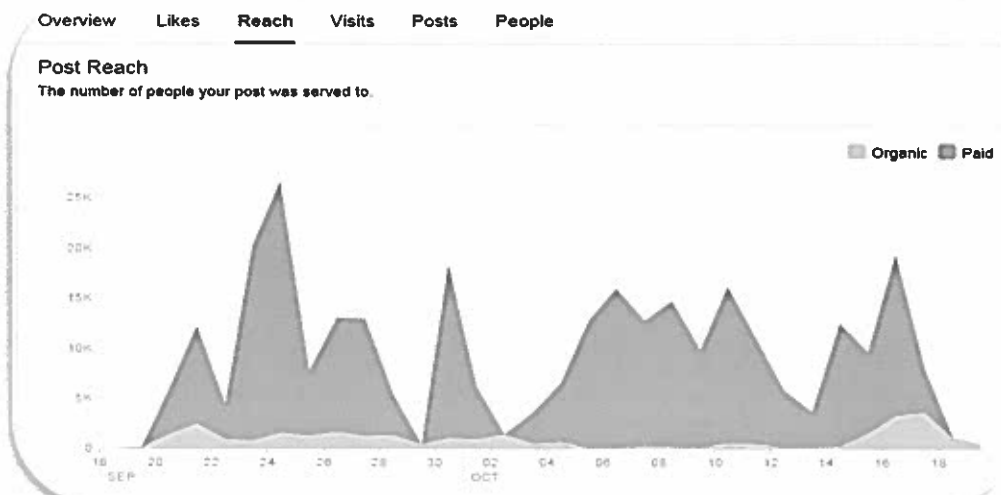 Overview Likes Reach Visits Posts People
Post Reach
The number of people your post was served to.
Organic Paid
25K
20K
15K
10K
5K
0
18 20 22 24 26 28 30 02 04 06 08 10 12 14 16 18
SEP OCT